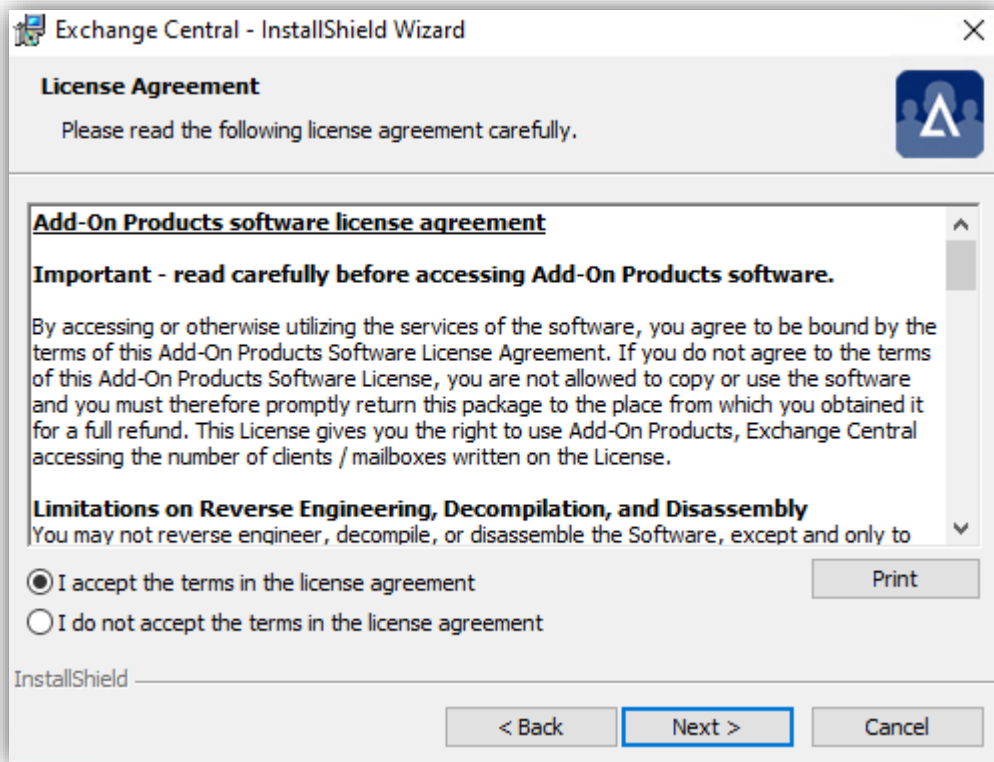 Exchange Central - InstallShield Wizard
License Agreement
Please read the following license agreement carefully.
Add-On Products software license agreement
Important - read carefully before accessing Add-On Products software.
By accessing or otherwise utilizing the services of the software, you agree to be bound by the
terms of this Add-On Products Software License Agreement. If you do not agree to the terms
of this Add-On Products Software License, you are not allowed to copy or use the software
and you must therefore promptly return this package to the place from which you obtained it
for a full refund. This License gives you the right to use Add-On Products, Exchange Central
accessing the number of clients / mailboxes written on the License.
Limitations on Reverse Engineering, Decompilation, and Disassembly
You may not reverse engineer, decompile, or disassemble the Software, except and only to
I accept the terms in the license agreement
Print
I do not accept the terms in the license agreement
InstallShield
< Back
Next >
Cancel